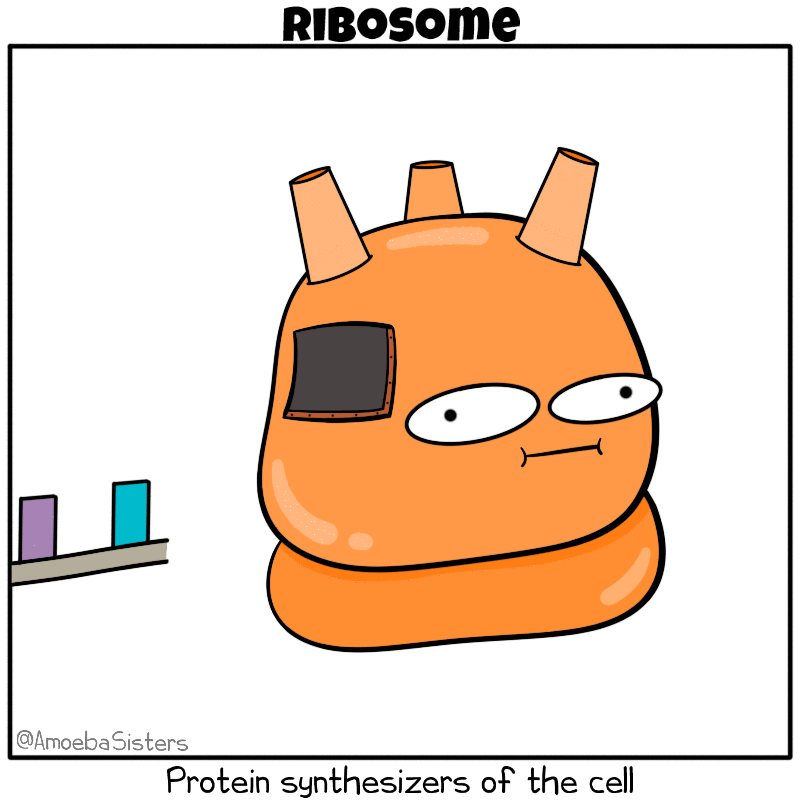 RIBOSOME
@AmoebaSisters
Protein synthesizers of the cell